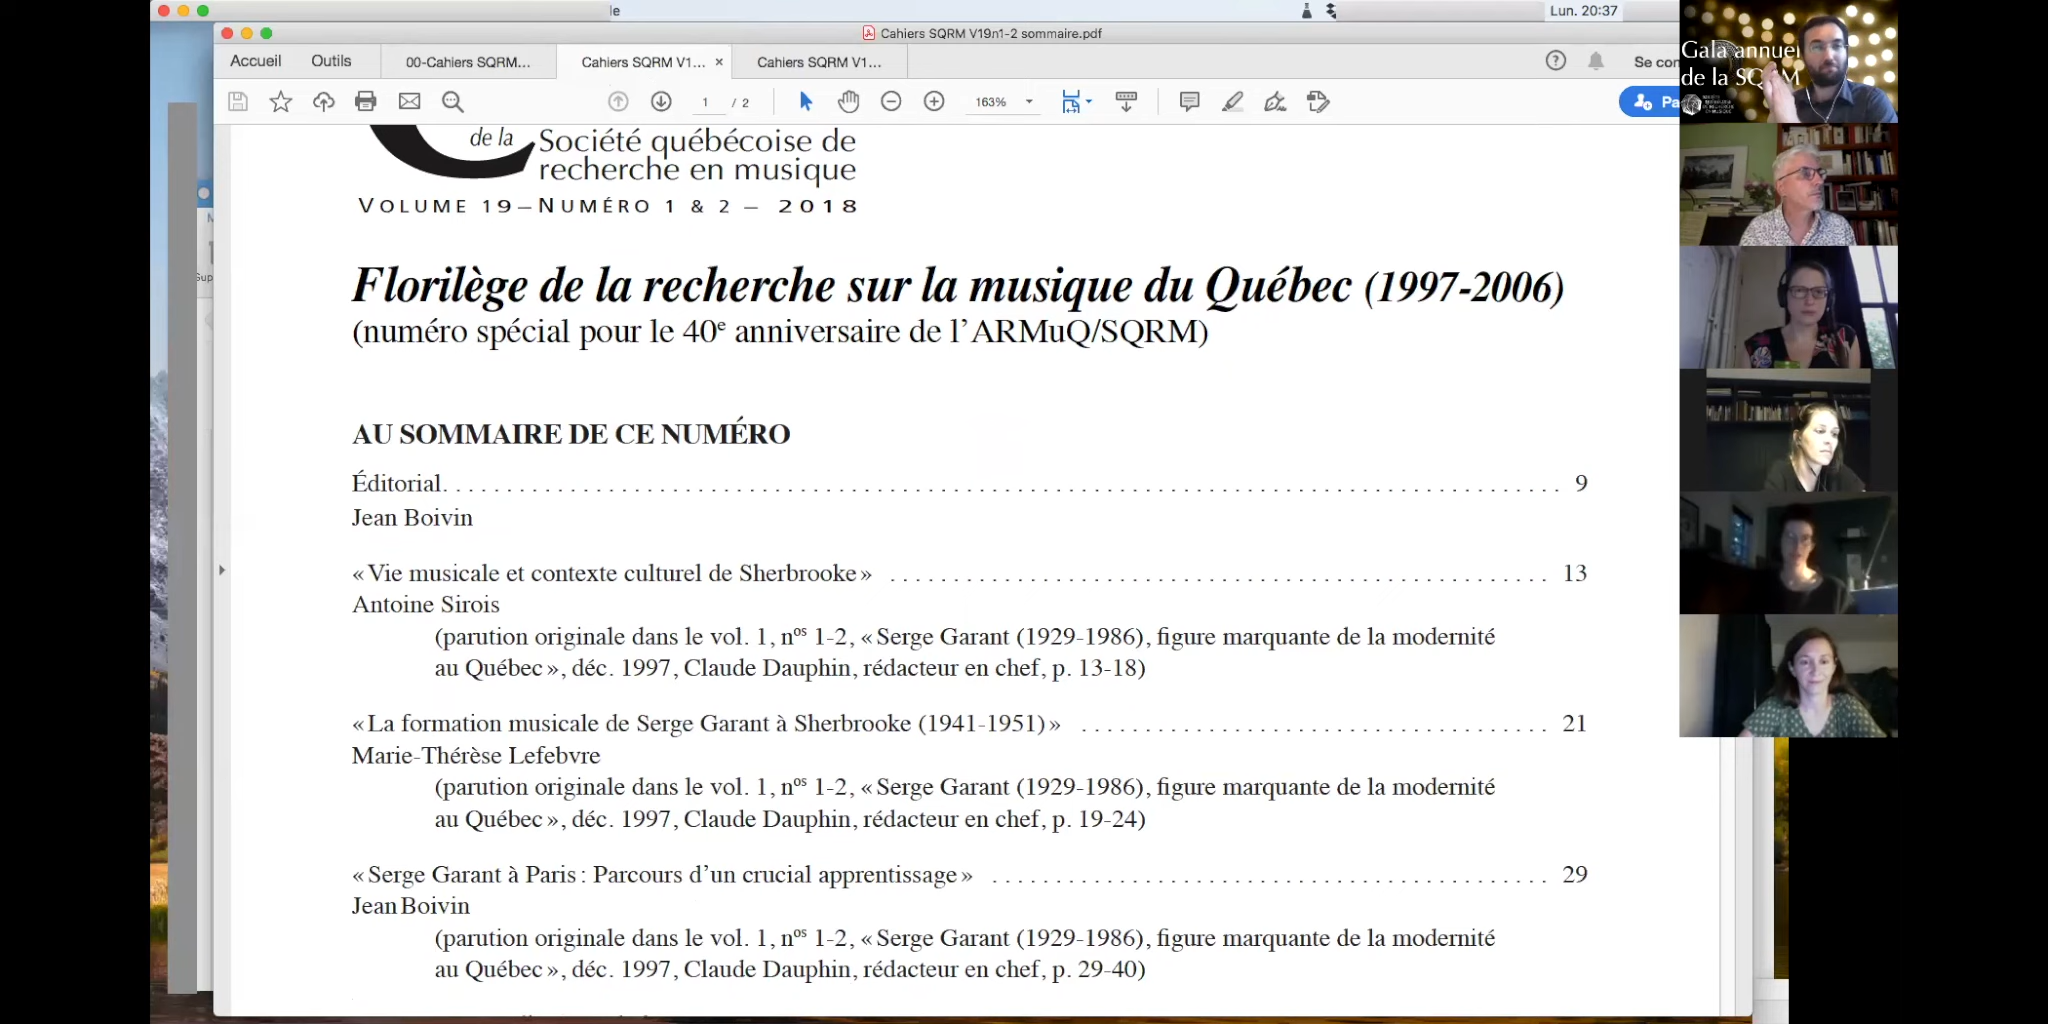 le
Lun. 20:37
Cahiers SQRM V19n1-2 sommaire.pdf
Accueil
Outils
00-Cahiers SQRM...
Cahiers SQRM V1... ×
Cahiers SQRM V1...
Se con
1 / 2
163%
Pa
Gala annuel
de la SQRM
de la
Société québécoise de
recherche en musique
VOLUME 19 – NUMÉRO 1 & 2 – 2018
Florilège de la recherche sur la musique du Québec (1997-2006)
(numéro spécial pour le 40e anniversaire de l’ARMuQ/SQRM)
AU SOMMAIRE DE CE NUMÉRO
Éditorial. . . . . . . . . . . . . . . . . . . . 9
Jean Boivin
« Vie musicale et contexte culturel de Sherbrooke » . . . . . . . . . . . . . . . . . . . . 13
Antoine Sirois
(parution originale dans le vol. 1, nos 1-2, « Serge Garant (1929-1986), figure marquante de la modernité
au Québec », déc. 1997, Claude Dauphin, rédacteur en chef, p. 13-18)
« La formation musicale de Serge Garant à Sherbrooke (1941-1951) » . . . . . . . . . . . . . . . . . . . . 21
Marie-Thérèse Lefebvre
(parution originale dans le vol. 1, nos 1-2, « Serge Garant (1929-1986), figure marquante de la modernité
au Québec », déc. 1997, Claude Dauphin, rédacteur en chef, p. 19-24)
« Serge Garant à Paris : Parcours d’un crucial apprentissage » . . . . . . . . . . . . . . . . . . . . 29
Jean Boivin
(parution originale dans le vol. 1, nos 1-2, « Serge Garant (1929-1986), figure marquante de la modernité
au Québec », déc. 1997, Claude Dauphin, rédacteur en chef, p. 29-40)